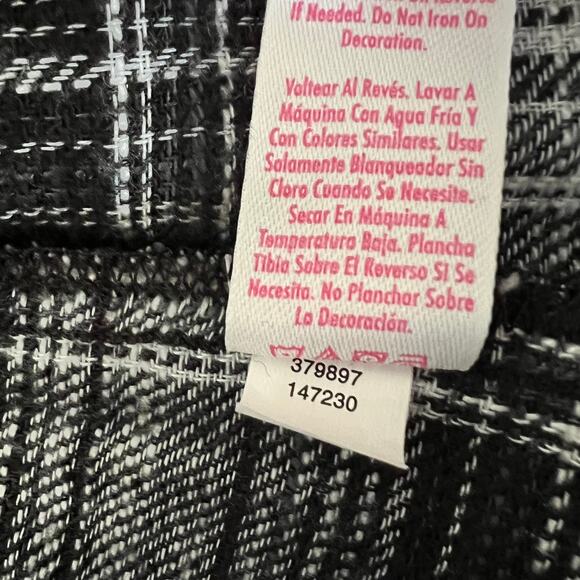 If Needed. Do Not Iron On
Decoration.
Voltear Al Revés. Lavar A
Máquina Con Agua Fría Y
Con Colores Similares. Usar
Solamente Blanqueador Sin
Cloro Cuando Se Necesite.
Secar En Máquina A
Temperatura Baja. Plancha
Tibia Sobre El Reverso Si Se
Necesita. No Planchar Sobre
La Decoración.
379897
147230